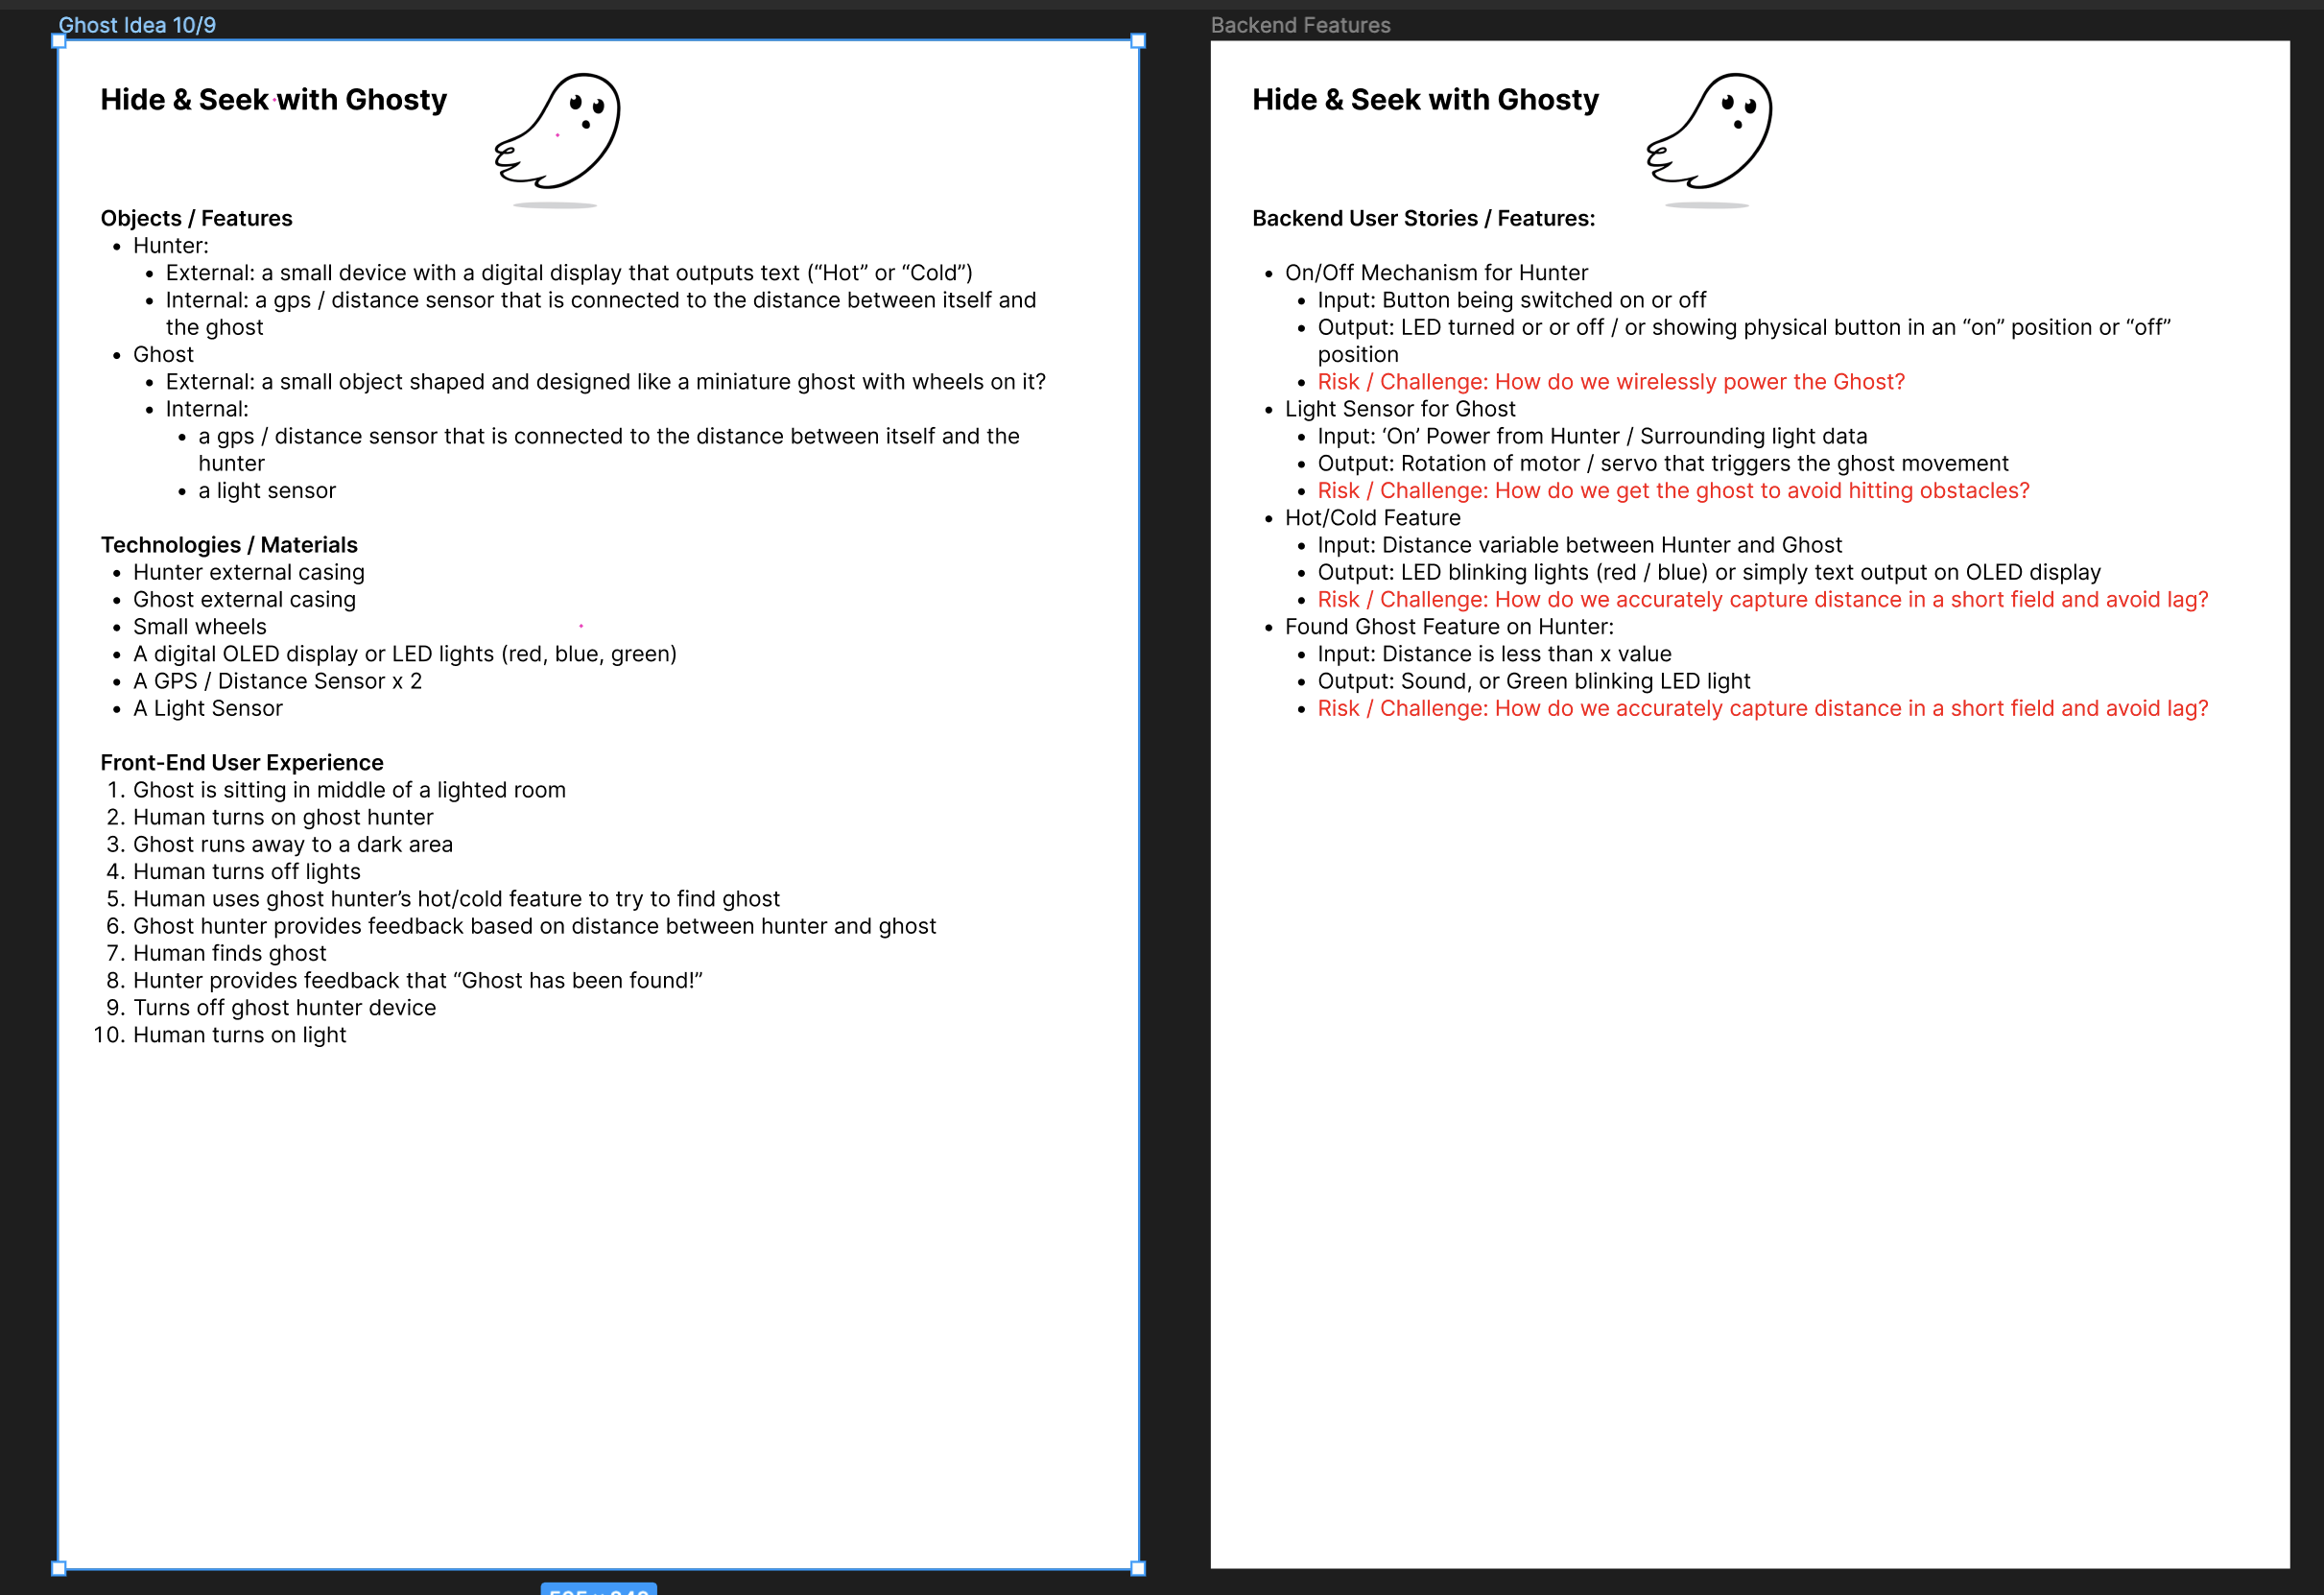 Ghost Idea 10/9
Hide & Seek with Ghosty
Objects / Features
• Hunter:
• External: a small device with a digital display that outputs text (“Hot” or “Cold”)
• Internal: a gps / distance sensor that is connected to the distance between itself and
the ghost
• Ghost
• External: a small object shaped and designed like a miniature ghost with wheels on it?
• Internal:
• a gps / distance sensor that is connected to the distance between itself and the
hunter
• a light sensor
Technologies / Materials
• Hunter external casing
• Ghost external casing
• Small wheels
• A digital OLED display or LED lights (red, blue, green)
• A GPS / Distance Sensor x 2
• A Light Sensor
Front-End User Experience
1. Ghost is sitting in middle of a lighted room
2. Human turns on ghost hunter
3. Ghost runs away to a dark area
4. Human turns off lights
5. Human uses ghost hunter’s hot/cold feature to try to find ghost
6. Ghost hunter provides feedback based on distance between hunter and ghost
7. Human finds ghost
8. Hunter provides feedback that “Ghost has been found!”
9. Turns off ghost hunter device
10. Human turns on light
Backend Features
Hide & Seek with Ghosty
Backend User Stories / Features:
• On/Off Mechanism for Hunter
• Input: Button being switched on or off
• Output: LED turned or or off / or showing physical button in an “on” position or “off”
position
• Risk / Challenge: How do we wirelessly power the Ghost?
• Light Sensor for Ghost
• Input: ‘On’ Power from Hunter / Surrounding light data
• Output: Rotation of motor / servo that triggers the ghost movement
• Risk / Challenge: How do we get the ghost to avoid hitting obstacles?
• Hot/Cold Feature
• Input: Distance variable between Hunter and Ghost
• Output: LED blinking lights (red / blue) or simply text output on OLED display
• Risk / Challenge: How do we accurately capture distance in a short field and avoid lag?
• Found Ghost Feature on Hunter:
• Input: Distance is less than x value
• Output: Sound, or Green blinking LED light
• Risk / Challenge: How do we accurately capture distance in a short field and avoid lag?